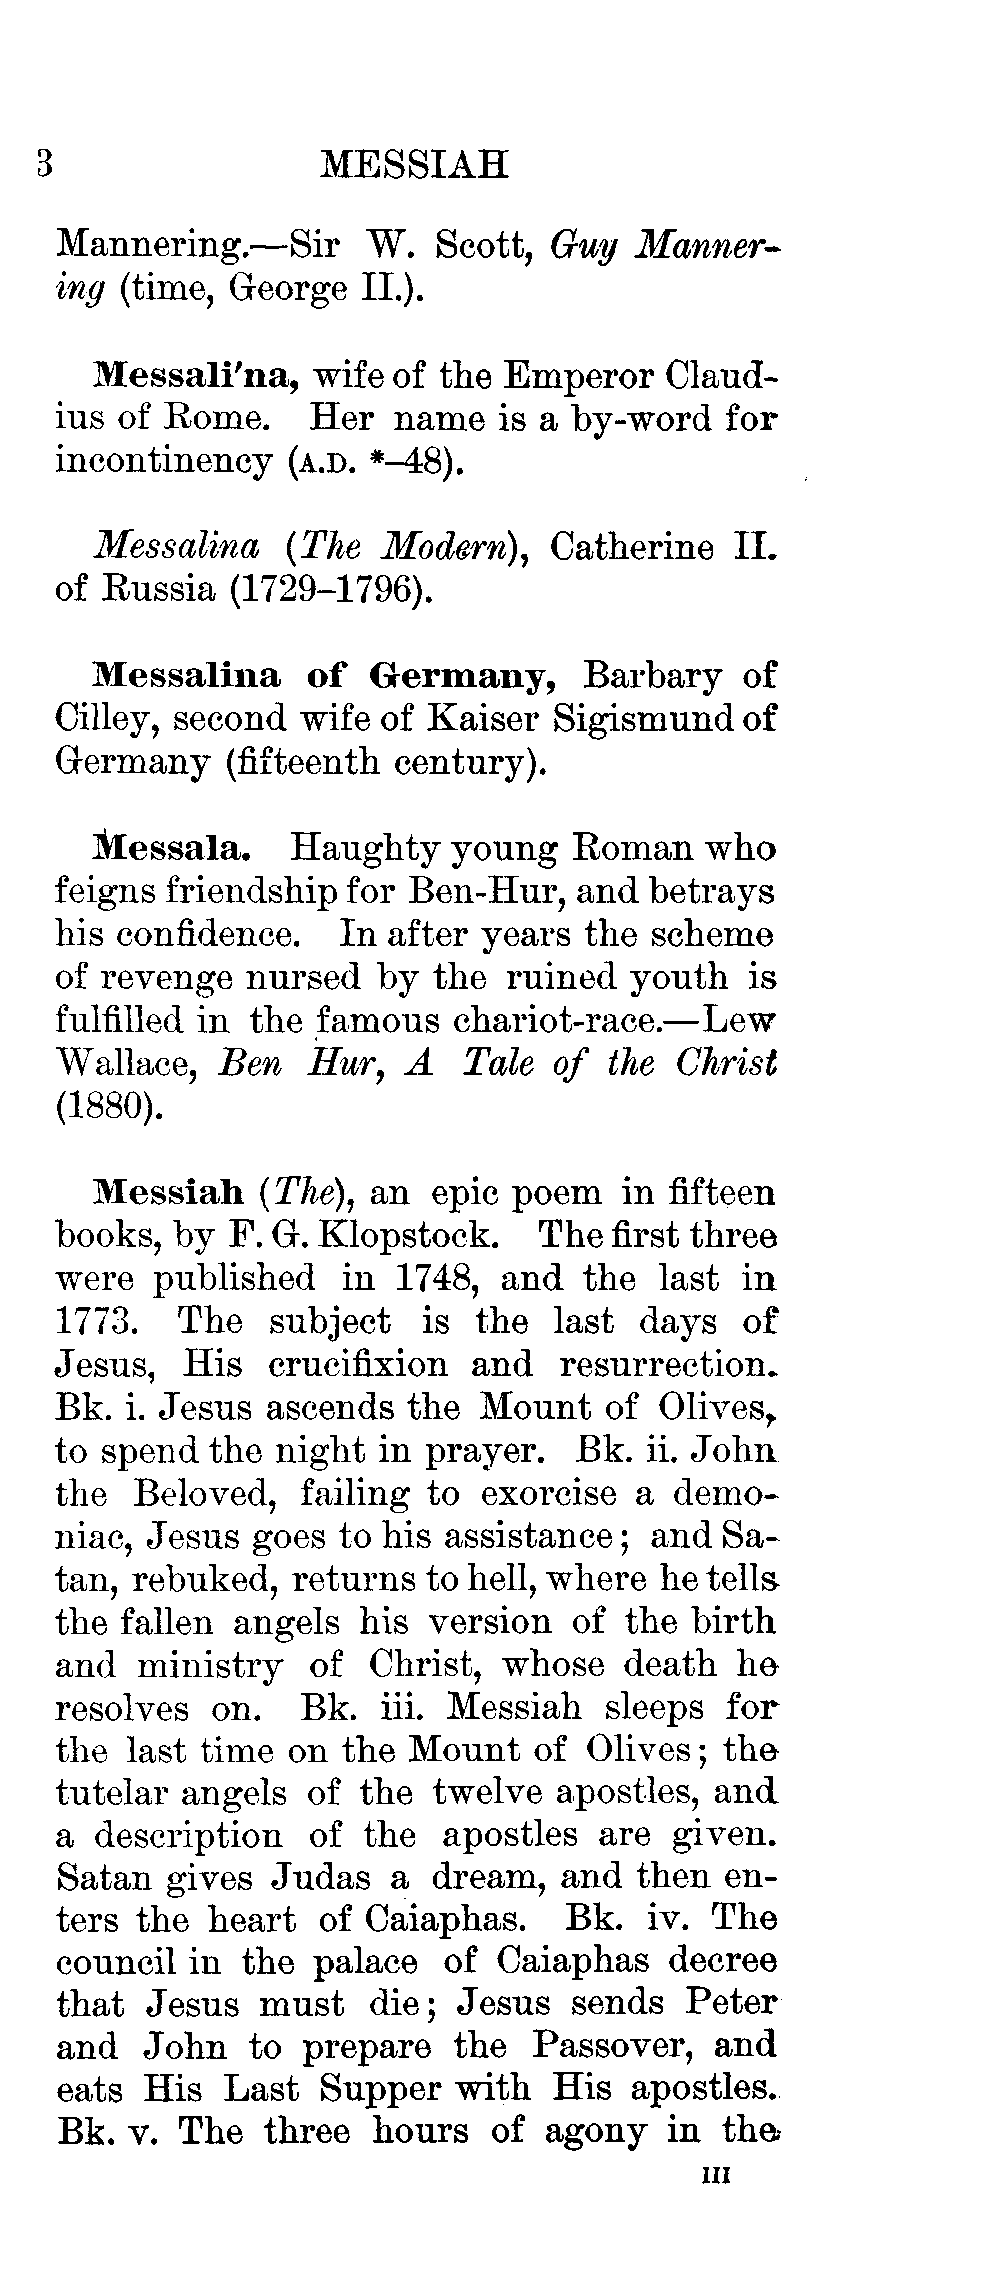 3 MESSIAH
Mannering.—Sir W. Scott, Guy Manner-
ing (time, George II.).
Messali'na, wife of the Emperor Claud-
ius of Rome. Her name is a by-word for
incontinency (A.D. *–48).
Messalina (The Modern), Catherine II.
of Russia (1729–1796).
Messalina of Germany, Barbary of
Cilley, second wife of Kaiser Sigismund of
Germany (fifteenth century).
Messala. Haughty young Roman who
feigns friendship for Ben-Hur, and betrays
his confidence. In after years the scheme
of revenge nursed by the ruined youth is
fulfilled in the famous chariot-race.—Lew
Wallace, Ben Hur, A Tale of the Christ
(1880).
Messiah (The), an epic poem in fifteen
books, by F. G. Klopstock. The first three
were published in 1748, and the last in
1773. The subject is the last days of
Jesus, His crucifixion and resurrection.
Bk. i. Jesus ascends the Mount of Olives,
to spend the night in prayer. Bk. ii. John
the Beloved, failing to exorcise a demo-
niac, Jesus goes to his assistance; and Sa-
tan, rebuked, returns to hell, where he tells
the fallen angels his version of the birth
and ministry of Christ, whose death he
resolves on. Bk. iii. Messiah sleeps for
the last time on the Mount of Olives; the
tutelar angels of the twelve apostles, and
a description of the apostles are given.
Satan gives Judas a dream, and then en-
ters the heart of Caiaphas. Bk. iv. The
council in the palace of Caiaphas decree
that Jesus must die; Jesus sends Peter
and John to prepare the Passover, and
eats His Last Supper with His apostles.
Bk. v. The three hours of agony in the
III